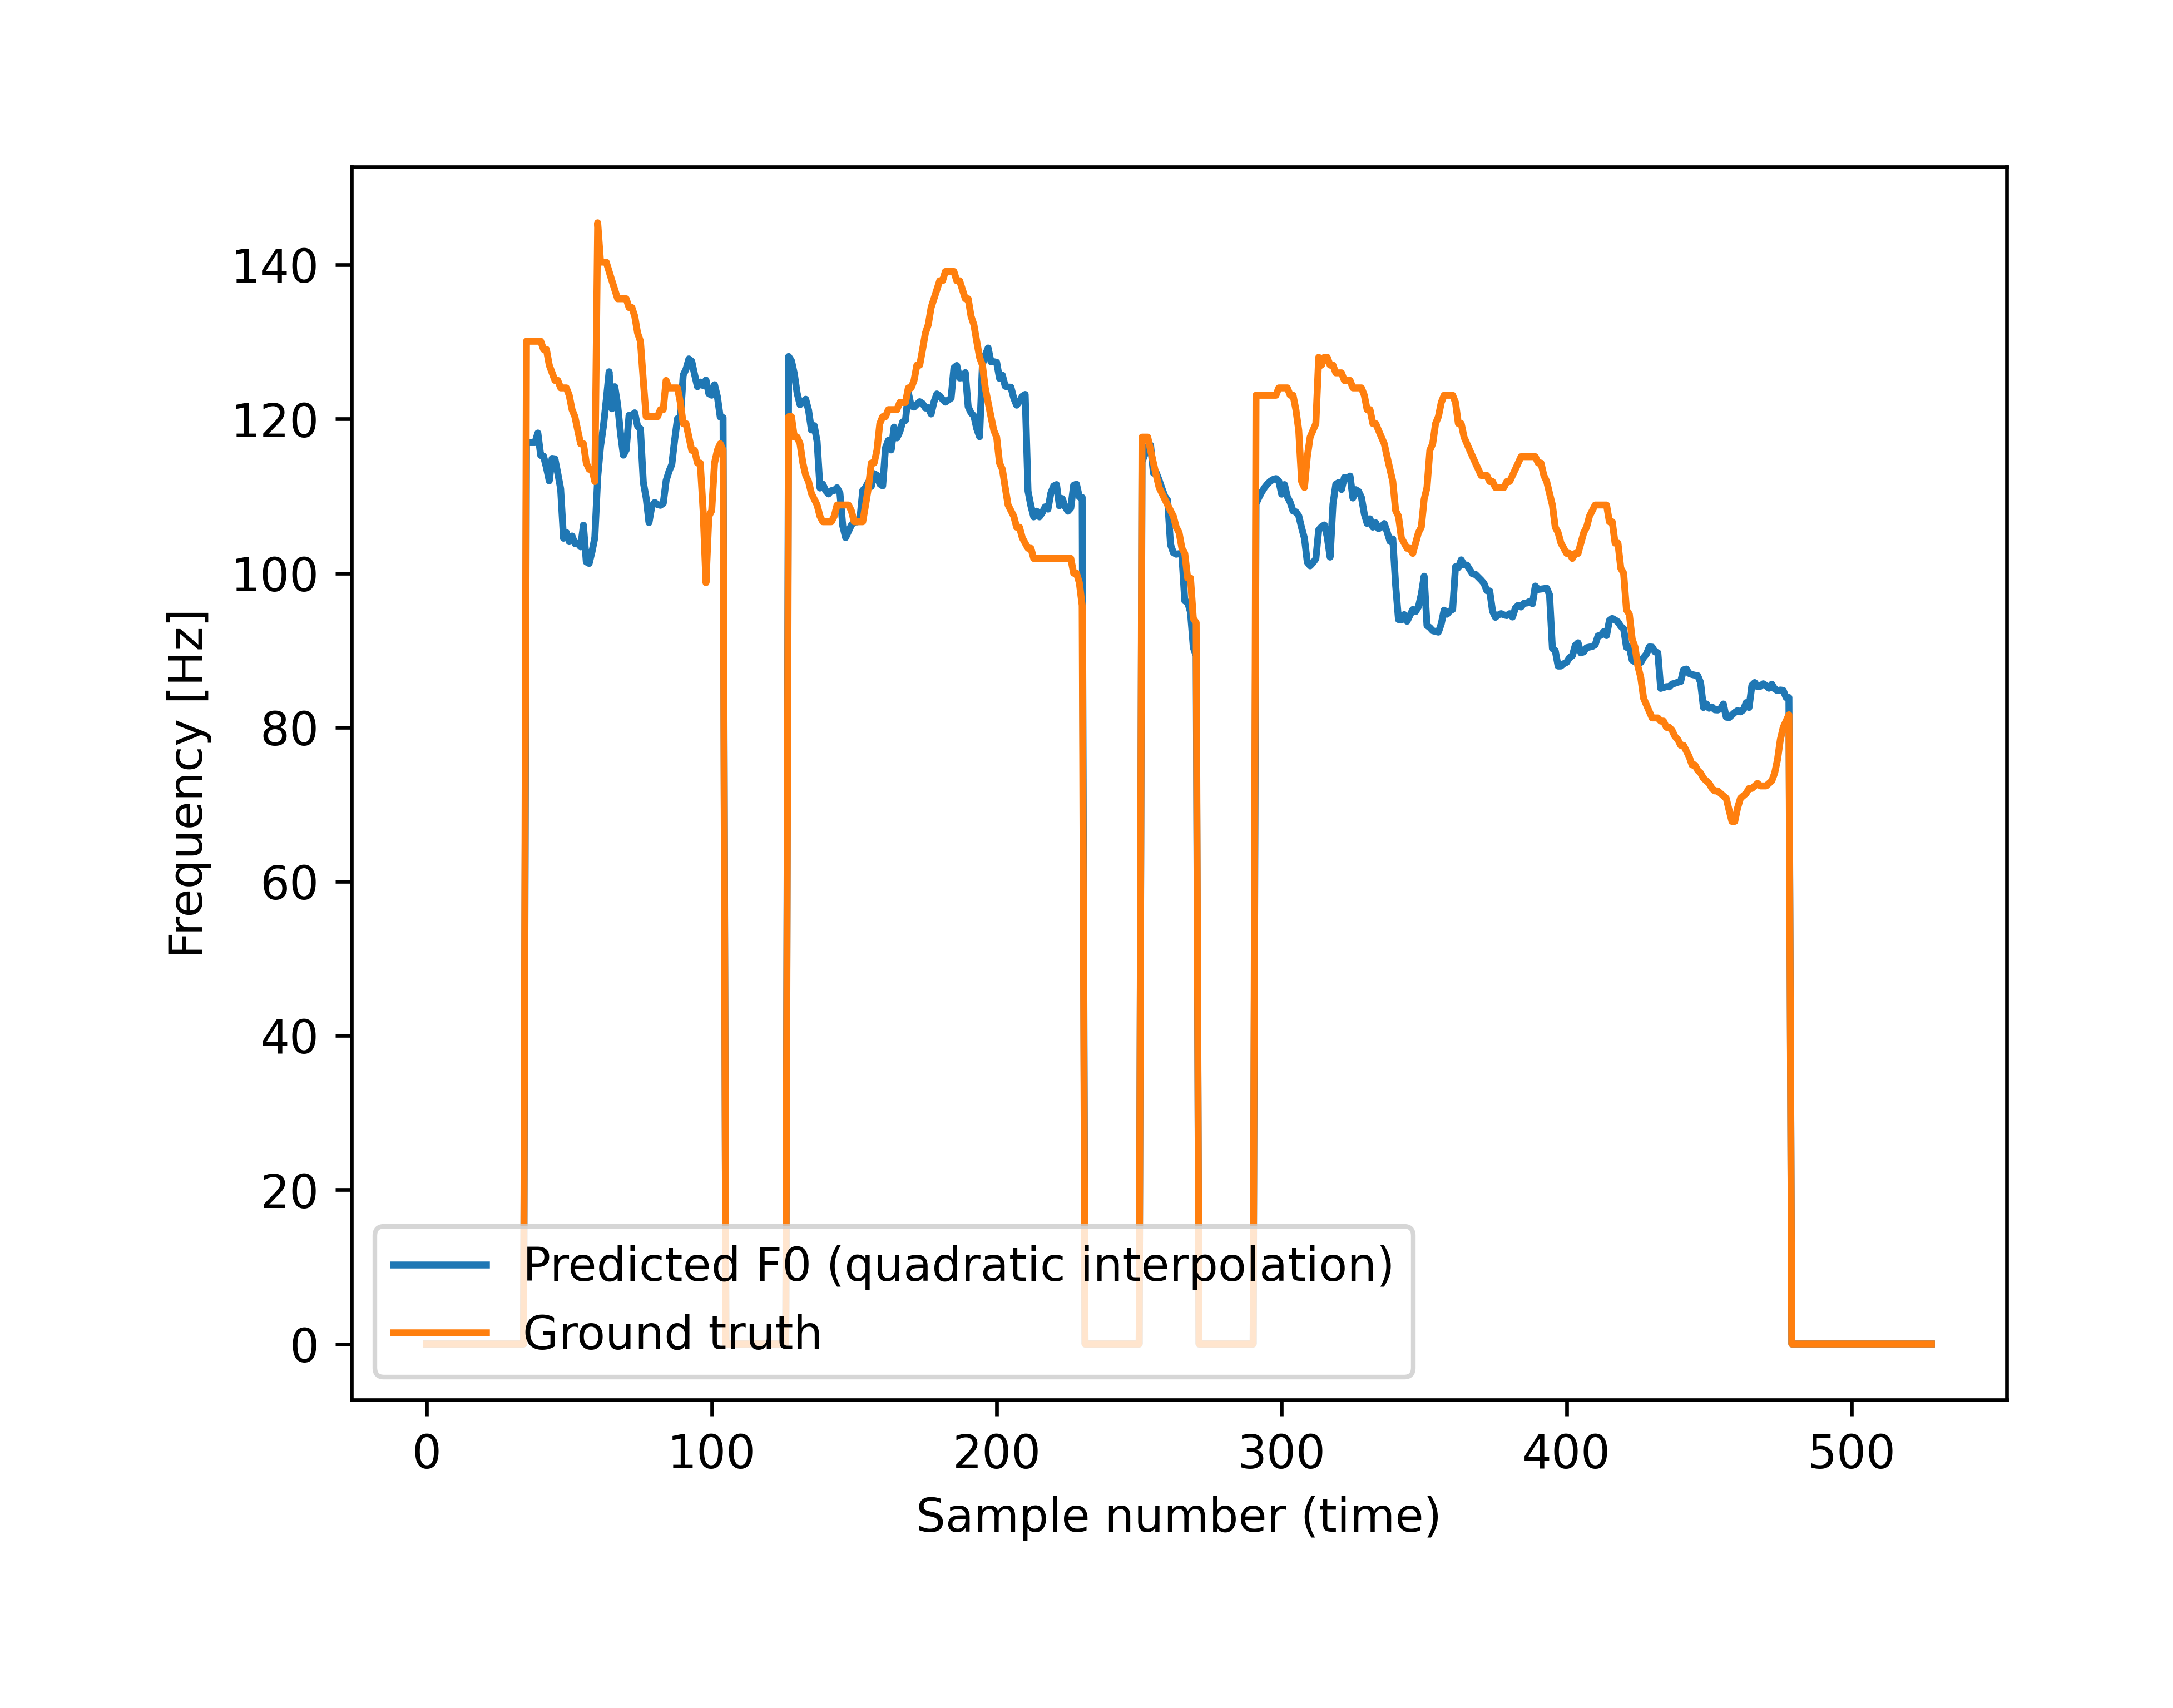 140
120
100
80
60
40
20
0
Frequency [Hz]
Predicted F0 (quadratic interpolation)
Ground truth
0 100 200 300 400 500
Sample number (time)